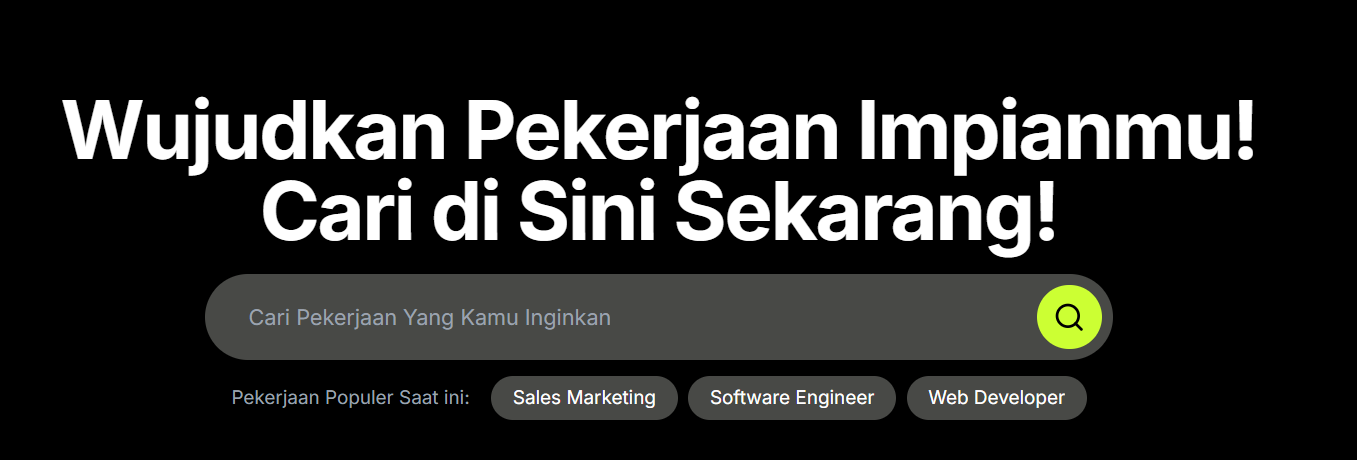 Wujudkan Pekerjaan Impianmu!
Cari di Sini Sekarang!
Cari Pekerjaan Yang Kamu Inginkan
Pekerjaan Populer Saat ini: Sales Marketing Software Engineer Web Developer